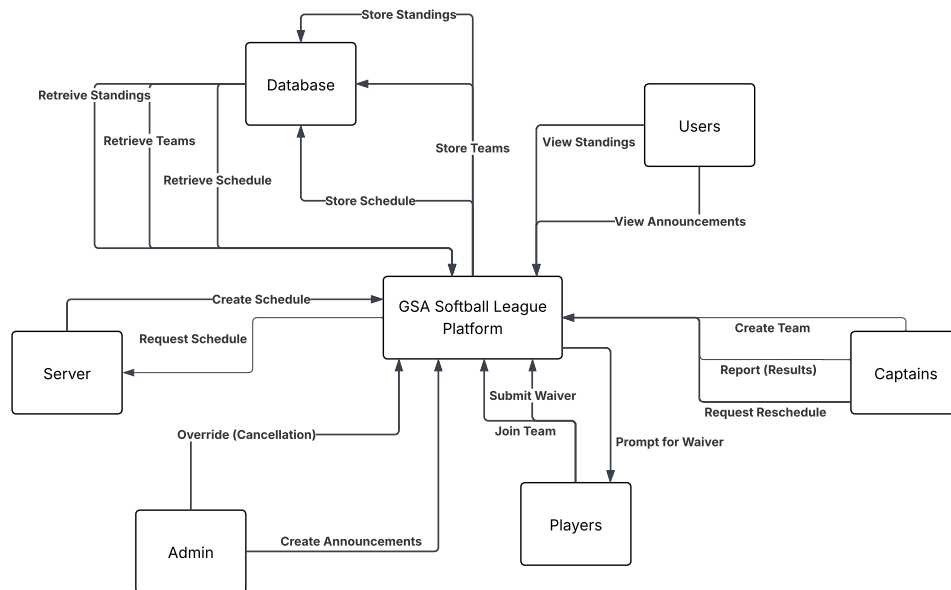 Store Standings
Database
Retreive Standings
Users
Retrieve Teams
View Standings
Store Teams
Retrieve Schedule
Store Schedule
View Announcements
GSA Softball League
Platform
Create Schedule
Create Team
Request Schedule
Server
Report (Results)
Captains
Submit Waiver
Request Reschedule
Override (Cancellation)
Join Team
Prompt for Waiver
Players
Create Announcements
Admin